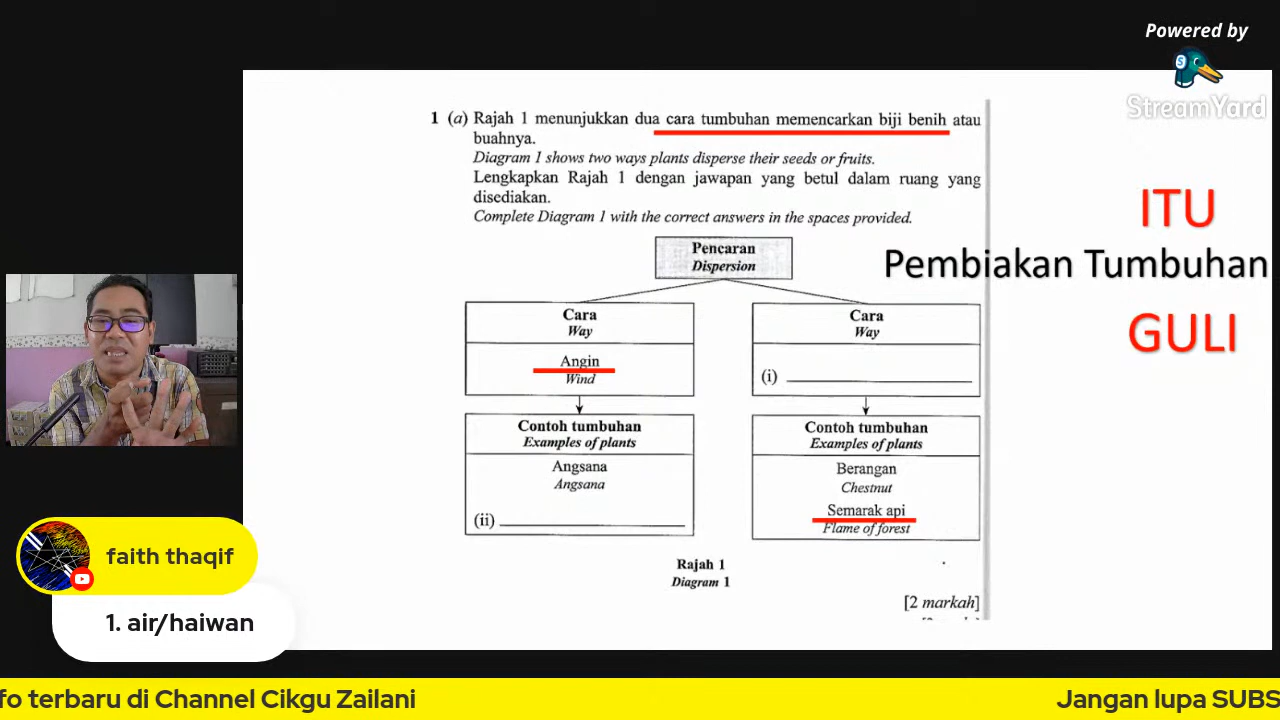 Powered by
StreamYard
1 (a) Rajah 1 menunjukkan dua cara tumbuhan memencarkan biji benih atau
buahnya.
Diagram 1 shows two ways plants disperse their seeds or fruits.
Lengkapkan Rajah 1 dengan jawapan yang betul dalam ruang yang
disediakan.
Complete Diagram 1 with the correct answers in the spaces provided.
Pencaran
Dispersion
Cara
Way
Angin
Wind
Contoh tumbuhan
Examples of plants
Angsana
Angsana
(ii)
Cara
Way
(i)
Contoh tumbuhan
Examples of plants
Berangan
Chestnut
Semarak api
Flame of forest
Rajah 1
Diagram 1
[2 markah]
ITU
Pembiakan Tumbuhan
GULI
faith thaqif
1. air/haiwan
fo terbaru di Channel Cikgu Zailani
Jangan lupa SUBS